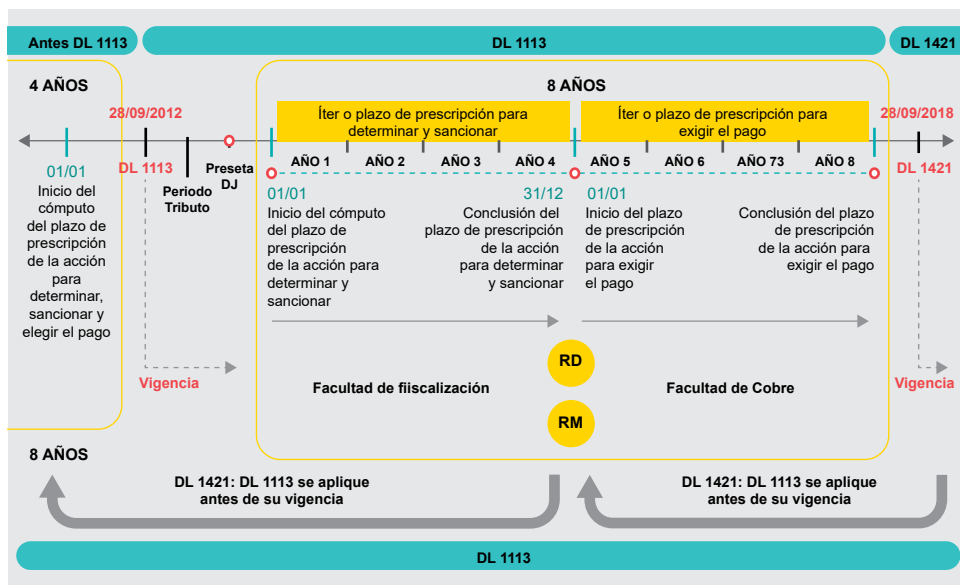 Antes DL 1113
DL 1113
DL 1421
4 AÑOS
8 AÑOS
28/09/2012
Íter o plazo de prescripción para
determinar y sancionar
Íter o plazo de prescripción para
exigir el pago
28/09/2018
01/01
DL 1113
Periodo
Tributo
Preseta
DJ
AÑO 1
AÑO 2
AÑO 3
AÑO 4
AÑO 5
AÑO 6
AÑO 73
AÑO 8
DL 1421
Inicio del
cómputo
del plazo de
prescripción
de la acción
para
determinar,
sancionar y
elegir el pago
01/01
Inicio del cómputo
del plazo de
prescripción
de la acción para
determinar y
sancionar
31/12
Conclusión del
plazo de prescripción
de la acción
para determinar
y sancionar
01/01
Inicio del plazo
de prescripción
de la acción
para exigir
el pago
Conclusión del plazo
de prescripción
de la acción para
exigir el pago
Vigencia
Facultad de fiiscalización
RD
RM
Facultad de Cobre
Vigencia
8 AÑOS
DL 1421: DL 1113 se aplique
antes de su vigencia
DL 1421: DL 1113 se aplique
antes de su vigencia
DL 1113